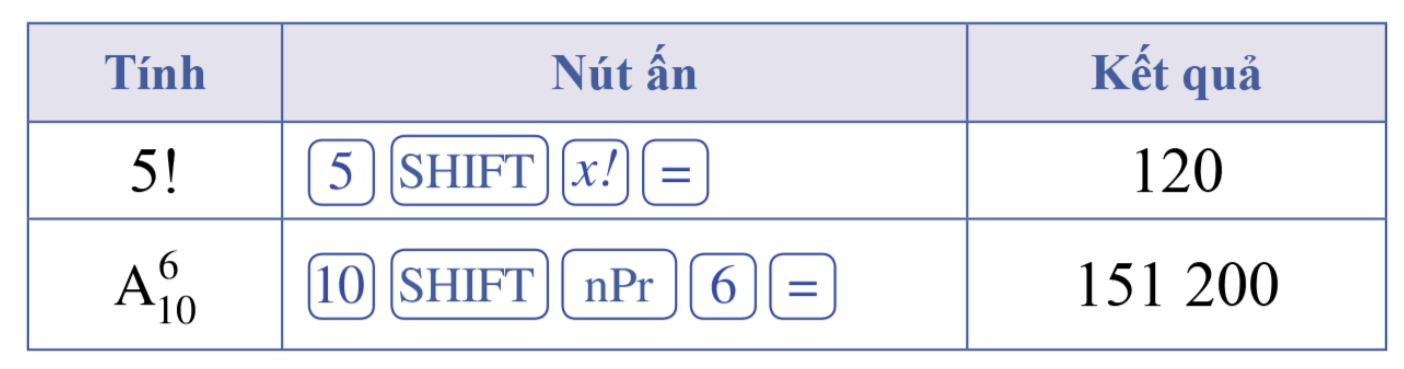 Tính Nút ấn Kết quả
5! 5 SHIFT x! = 120
A₁₀⁶ 10 SHIFT nPr 6 = 151 200